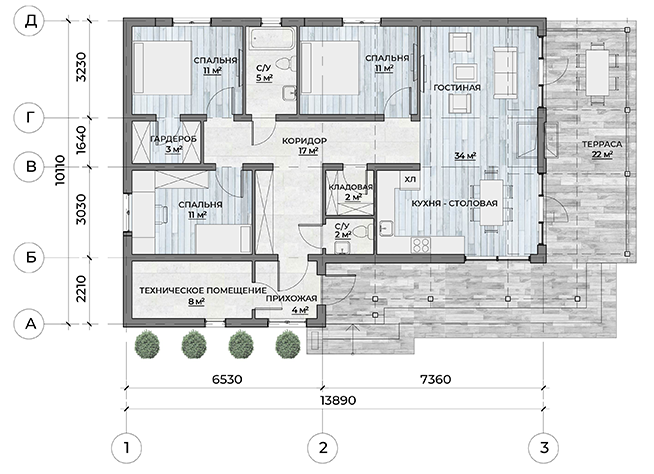 Д
Г
В
Б
А
3230
1640
3030
2210
10110
СПАЛЬНЯ
11 м²
С/У
5 м²
СПАЛЬНЯ
11 м²
ГОСТИНАЯ
ГАРДЕРОБ
3 м²
КОРИДОР
17 м²
34 м²
ТЕРРАСА
22 м²
СПАЛЬНЯ
11 м²
КЛАДОВАЯ
2 м²
ХЛ
КУХНЯ - СТОЛОВАЯ
С/У
2 м²
ТЕХНИЧЕСКОЕ ПОМЕЩЕНИЕ
8 м²
ПРИХОЖАЯ
4 м²
6530
7360
13890
1
2
3